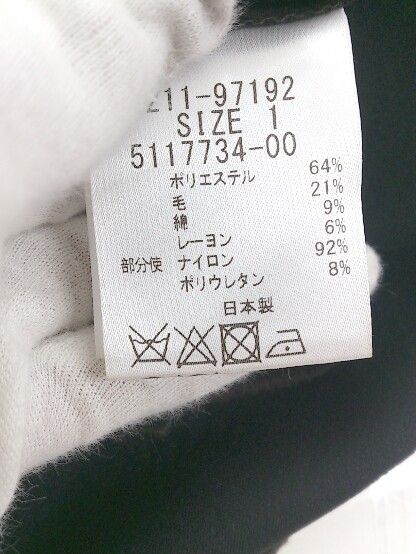 211-97192
SIZE 1
5117734-00
ポリエステル 64%
毛 21%
綿 9%
レーヨン 6%
部分使 ナイロン 92%
ポリウレタン 8%
日本製